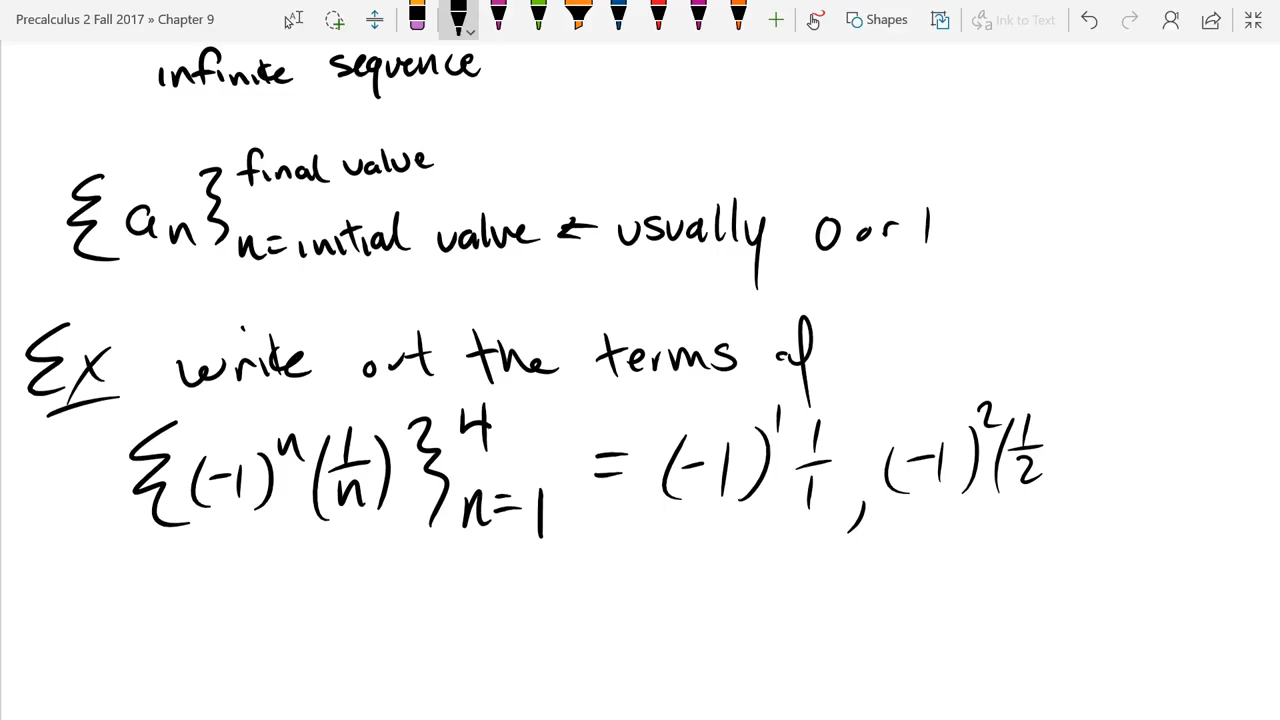 Precalculus 2 Fall 2017 » Chapter 9
Shapes
Ink to Text
infinite sequence
{an} final value
n=initial value ← usually 0 or 1
Ex write out the terms of
{(-1)^n (1/n)}^4_{n=1} = (-1)^1 1/1, (-1)^2 (1/2